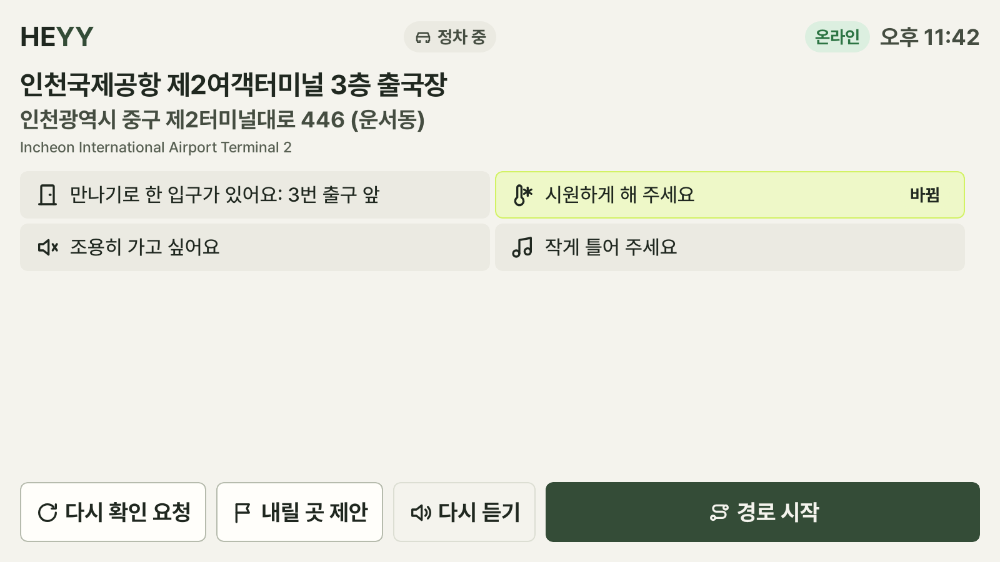 HEYY
정차 중
온라인
오후 11:42
인천국제공항 제2여객터미널 3층 출국장
인천광역시 중구 제2터미널대로 446 (운서동)
Incheon International Airport Terminal 2
만나기로 한 입구가 있어요: 3번 출구 앞
시원하게 해 주세요
바뀜
조용히 가고 싶어요
작게 틀어 주세요
다시 확인 요청
내릴 곳 제안
다시 듣기
경로 시작